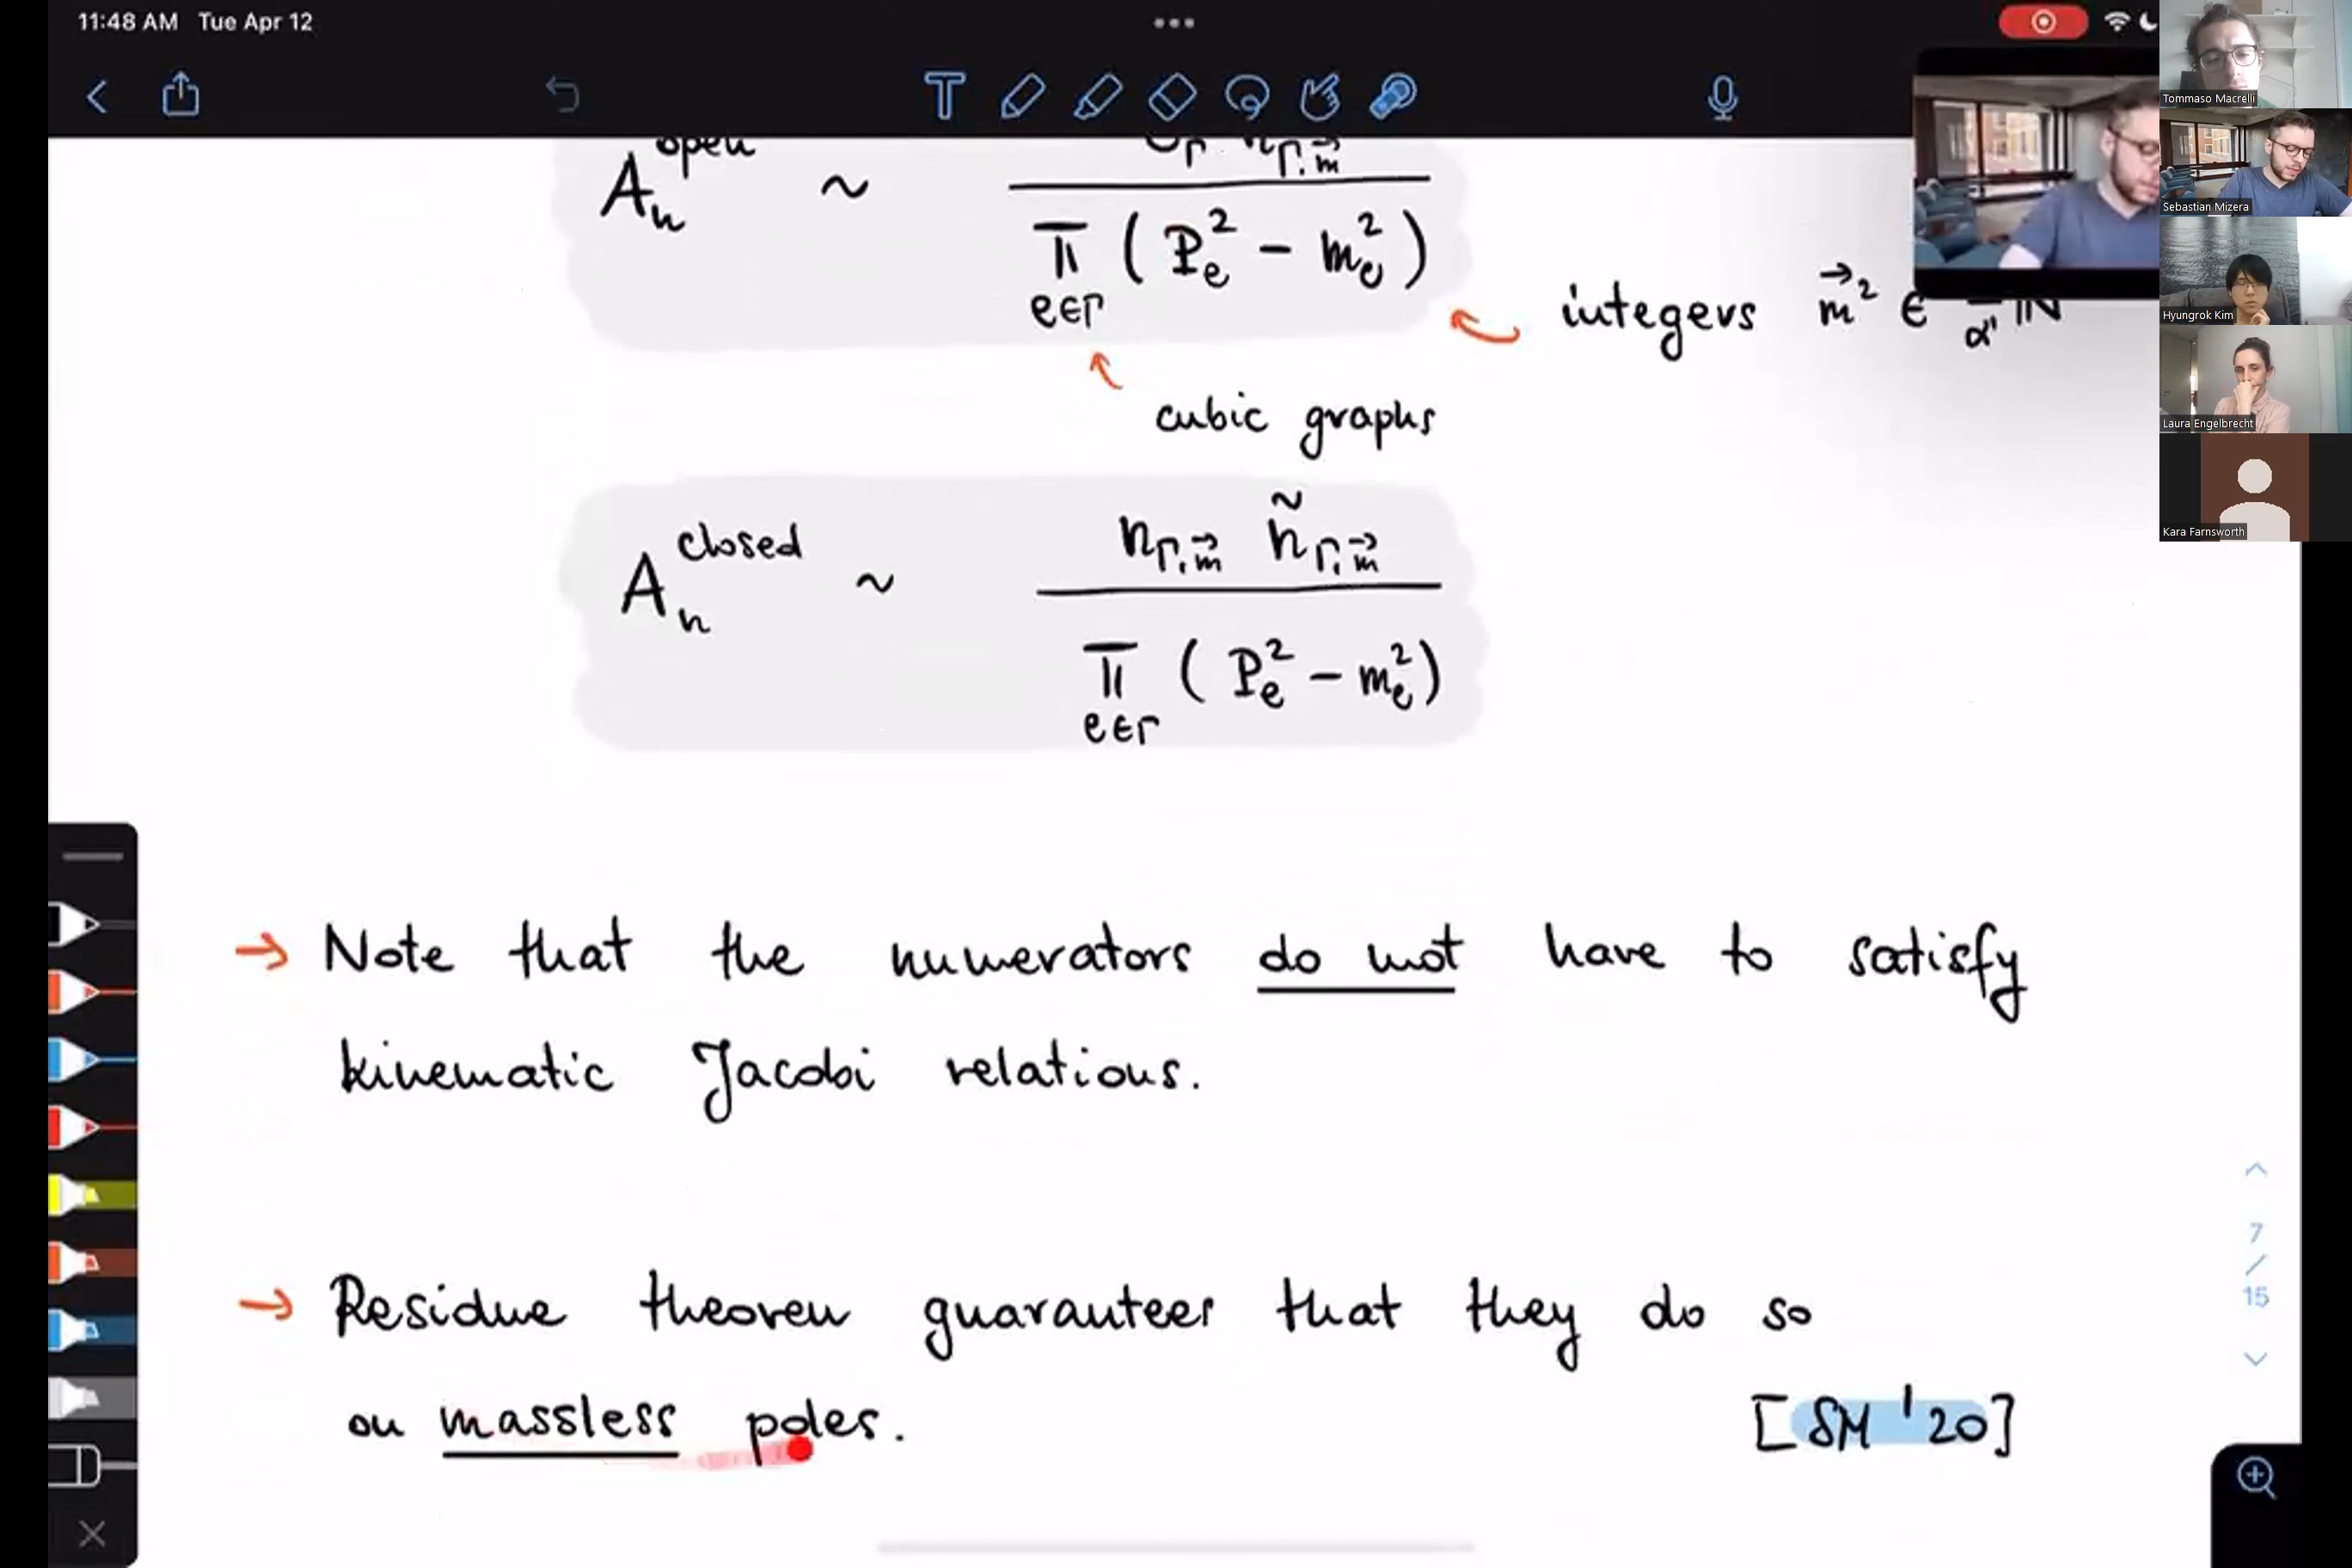 11:48 AM Tue Apr 12
Tommaso Macrelli
Sebastian Mizera
Hyungrok Kim
Laura Engelbrecht
Kara Farnsworth
A_n^open ~ / ∏_{e∈Γ} (P_e^2 - m_e^2)
integers m⃗^2 ∈ /α' ℕ
cubic graphs
A_n^closed ~ n_{Γ,m⃗} ñ_{Γ,m⃗} / ∏_{e∈Γ} (P_e^2 - m_e^2)
→ Note that the numerators do not have to satisfy
kinematic Jacobi relations.
→ Residue theorem guarantees that they do so
on massless poles. [SM '20]
7
/
15